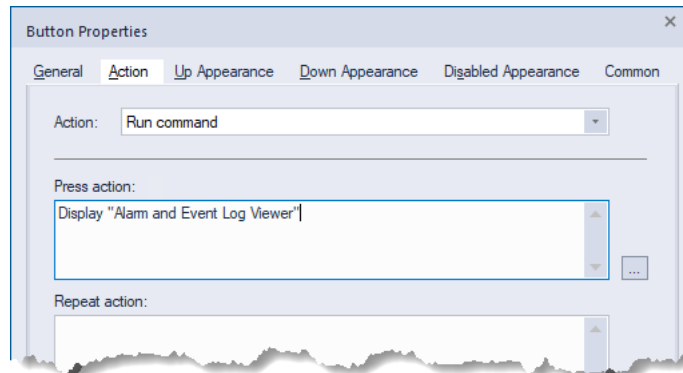 Button Properties
General Action Up Appearance Down Appearance Disabled Appearance Common
Action: Run command
Press action:
Display "Alarm and Event Log Viewer"
...
Repeat action: